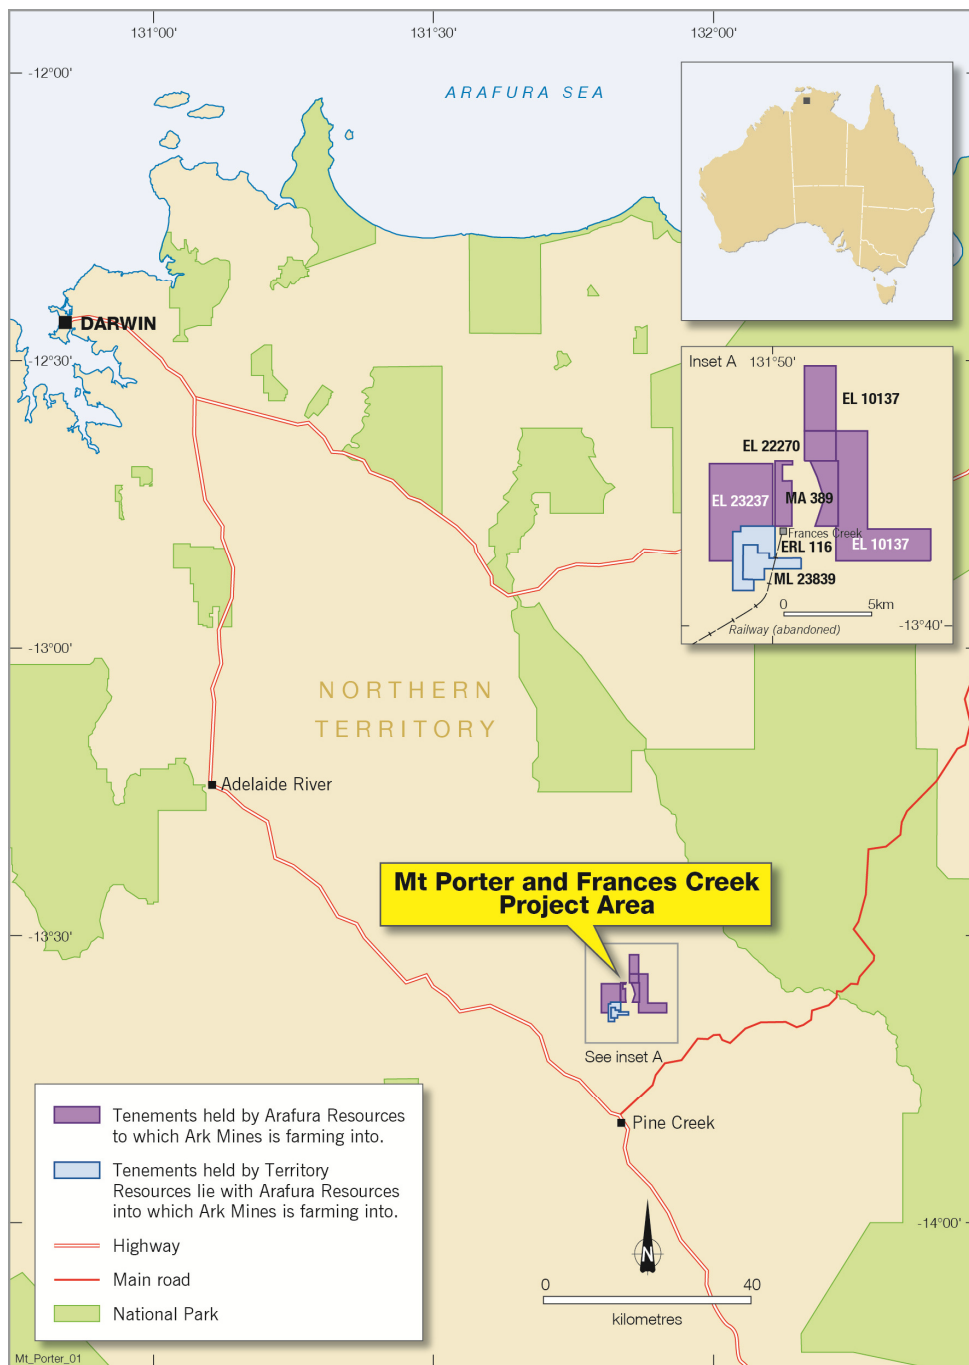 131°00'
131°30'
132°00'
-12°00'
ARAFURA SEA
DARWIN
-12°30'
Inset A
131°50'
EL 10137
EL 22270
EL 23237
MA 389
Frances Creek
ERL 116
EL 10137
ML 23839
0
5km
Railway (abandoned)
-13°40'
-13°00'
NORTHERN
TERRITORY
Adelaide River
Mt Porter and Frances Creek
Project Area
-13°30'
See inset A
Pine Creek
Tenements held by Arafura Resources
to which Ark Mines is farming into.
Tenements held by Territory
Resources lie with Arafura Resources
into which Ark Mines is farming into.
Highway
Main road
National Park
-14°00'
N
0
40
kilometres
Mt_Porter_01